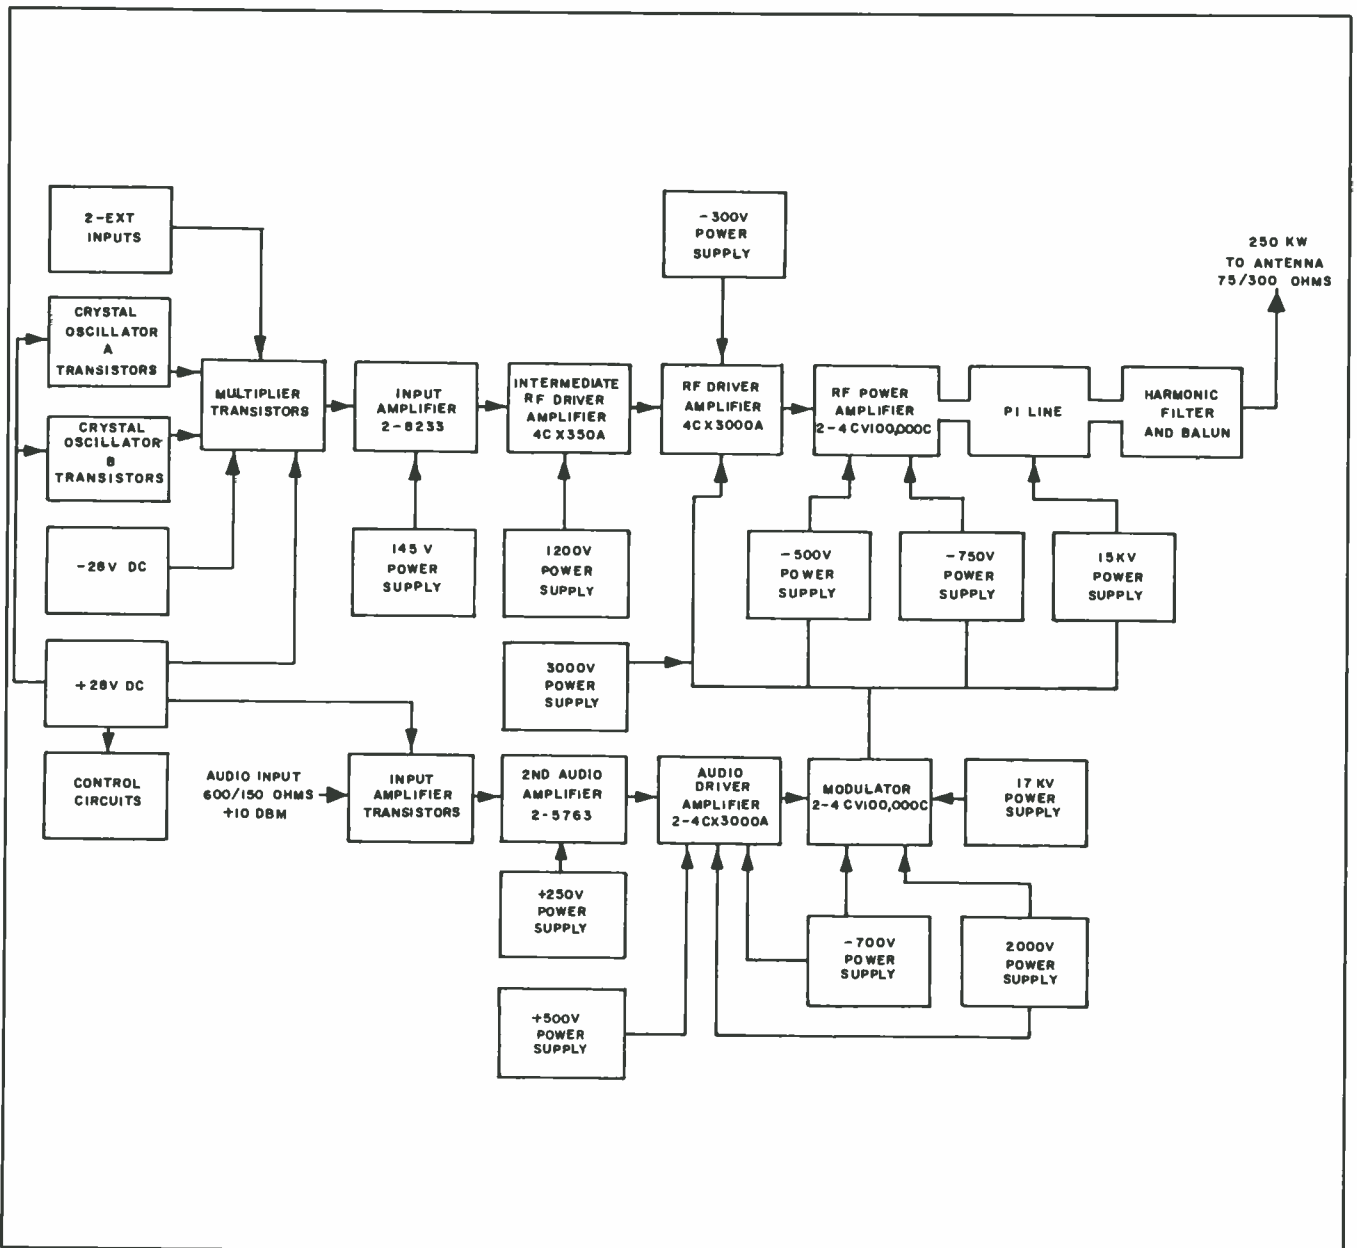 2-EXT
INPUTS
-300V
POWER
SUPPLY
250 KW
TO ANTENNA
75/300 OHMS
CRYSTAL
OSCILLATOR
A
TRANSISTORS
MULTIPLIER
TRANSISTORS
INPUT
AMPLIFIER
2-8233
INTERMEDIATE
RF DRIVER
AMPLIFIER
4CX350A
RF DRIVER
AMPLIFIER
4CX3000A
RF POWER
AMPLIFIER
2-4CV100,000C
PI LINE
HARMONIC
FILTER
AND BALUN
CRYSTAL
OSCILLATOR
B
TRANSISTORS
-28V DC
145 V
POWER
SUPPLY
1200V
POWER
SUPPLY
-500V
POWER
SUPPLY
-750V
POWER
SUPPLY
15KV
POWER
SUPPLY
+28V DC
3000V
POWER
SUPPLY
CONTROL
CIRCUITS
AUDIO INPUT
600/150 OHMS
+10 DBM
INPUT
AMPLIFIER
TRANSISTORS
2ND AUDIO
AMPLIFIER
2-5763
AUDIO
DRIVER
AMPLIFIER
2-4CX3000A
MODULATOR
2-4CV100,000C
17 KV
POWER
SUPPLY
+250V
POWER
SUPPLY
-700V
POWER
SUPPLY
2000V
POWER
SUPPLY
+500V
POWER
SUPPLY